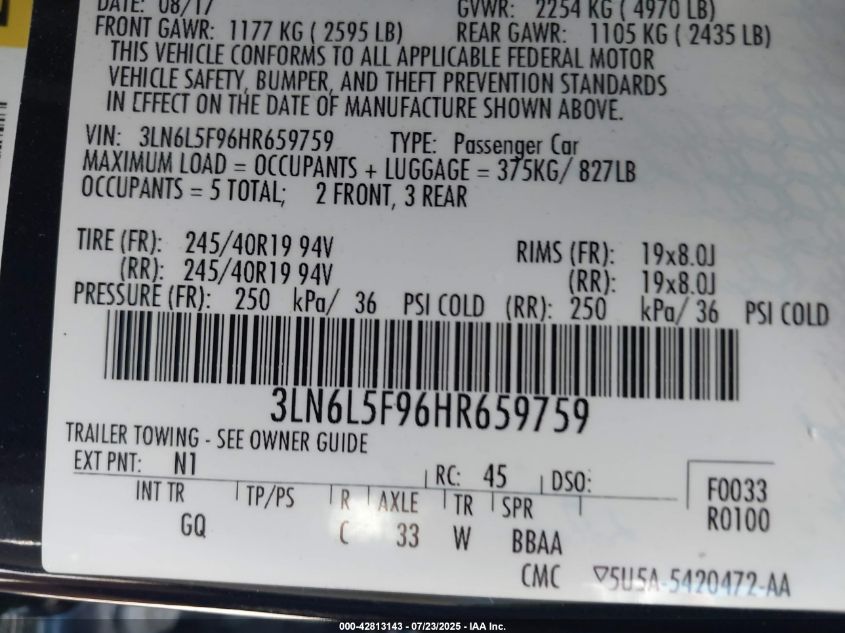 DATE: 08/17 GVWR: 2254 KG ( 4970 LB)
FRONT GAWR: 1177 KG ( 2595 LB) REAR GAWR: 1105 KG ( 2435 LB)
THIS VEHICLE CONFORMS TO ALL APPLICABLE FEDERAL MOTOR
VEHICLE SAFETY, BUMPER, AND THEFT PREVENTION STANDARDS
IN EFFECT ON THE DATE OF MANUFACTURE SHOWN ABOVE.
VIN: 3LN6L5F96HR659759 TYPE: Passenger Car
MAXIMUM LOAD = OCCUPANTS + LUGGAGE = 375KG/ 827LB
OCCUPANTS = 5 TOTAL; 2 FRONT, 3 REAR
TIRE (FR): 245/40R19 94V RIMS (FR): 19x8.0J
(RR): 245/40R19 94V (RR): 19x8.0J
PRESSURE (FR): 250 kPa/ 36 PSI COLD (RR): 250 kPa/ 36 PSI COLD
3LN6L5F96HR659759
TRAILER TOWING - SEE OWNER GUIDE
EXT PNT: N1 RC: 45 DSO: F0033
INT TR TP/PS R AXLE TR SPR R0100
GQ C 33 W BBAA
CMC ▽5U5A-5420472-AA
000-42813143 - 07/23/2025 - IAA Inc.